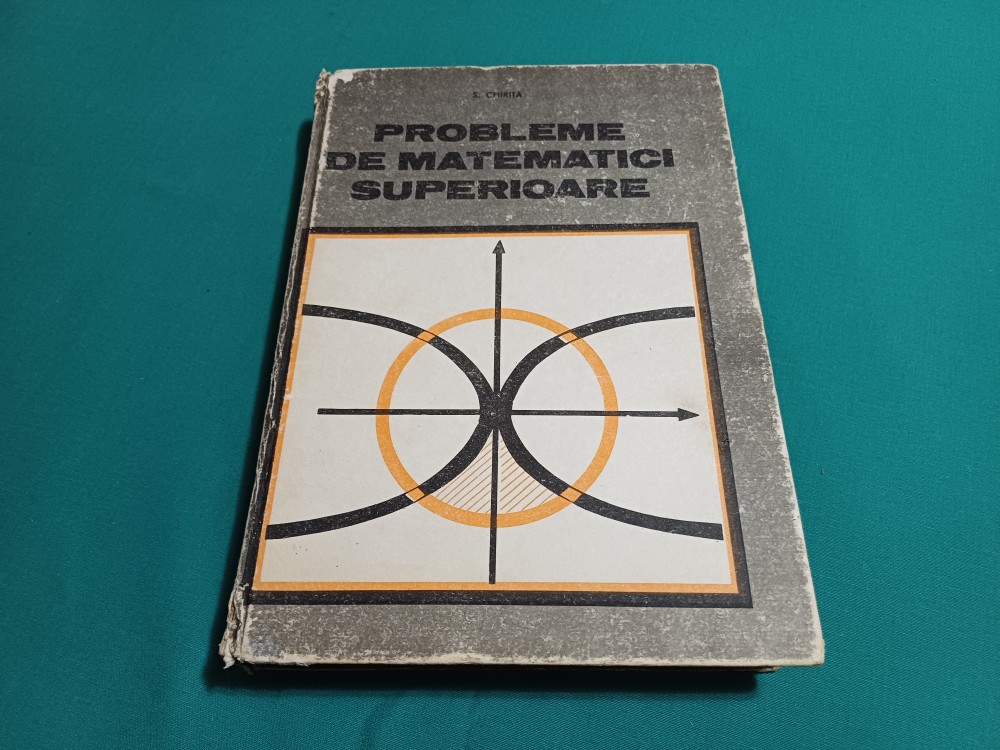 S. CHIRIȚĂ
PROBLEME
DE MATEMATICI
SUPERIOARE